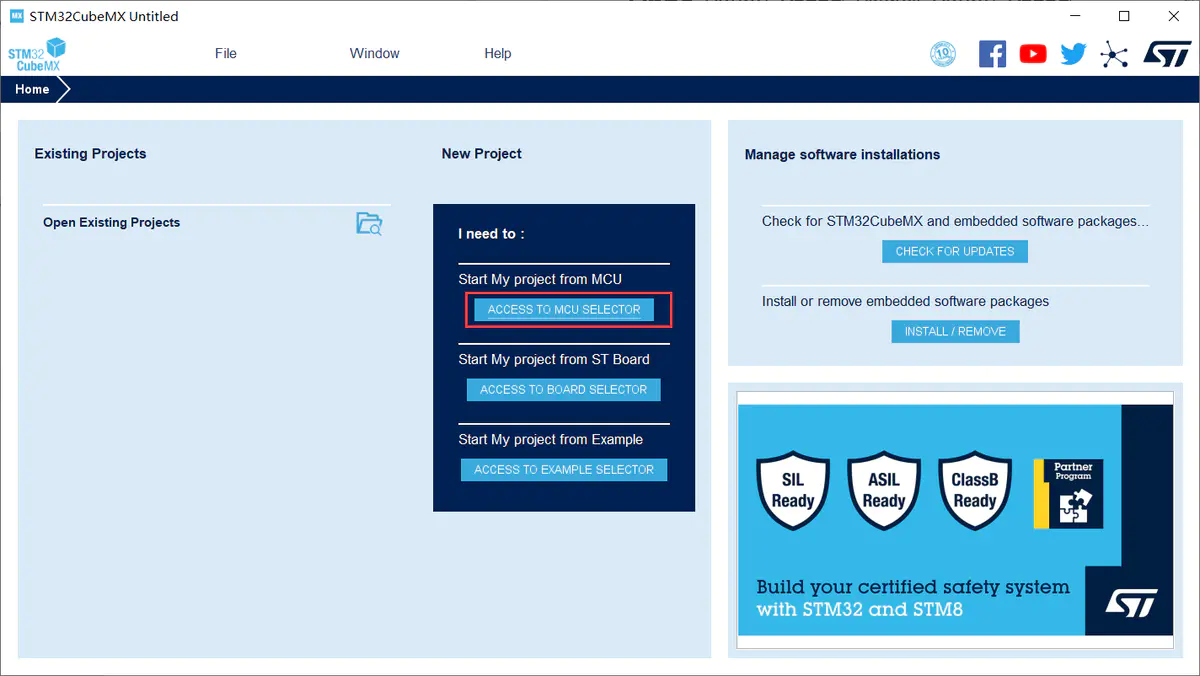 MX STM32CubeMX Untitled
STM32
CubeMX
File
Window
Help
10
Home
Existing Projects
Open Existing Projects
New Project
I need to :
Start My project from MCU
ACCESS TO MCU SELECTOR
Start My project from ST Board
ACCESS TO BOARD SELECTOR
Start My project from Example
ACCESS TO EXAMPLE SELECTOR
Manage software installations
Check for STM32CubeMX and embedded software packages...
CHECK FOR UPDATES
Install or remove embedded software packages
INSTALL / REMOVE
SIL
Ready
ASIL
Ready
ClassB
Ready
Partner
Program
Build your certified safety system
with STM32 and STM8
ST